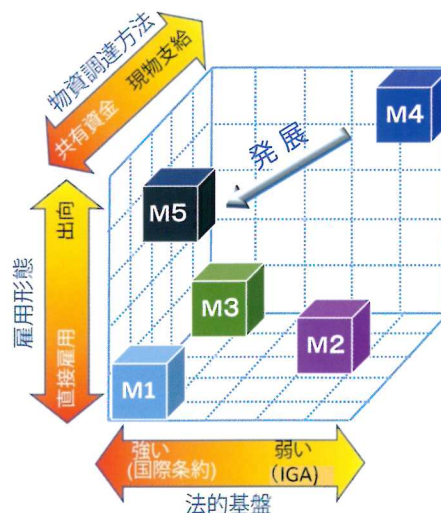 物資調達方法
共有資金
現物支給
M4
発展
M5
雇用形態
出向
直接雇用
M3
M2
M1
強い
(国際条約)
弱い
(IGA)
法的基盤